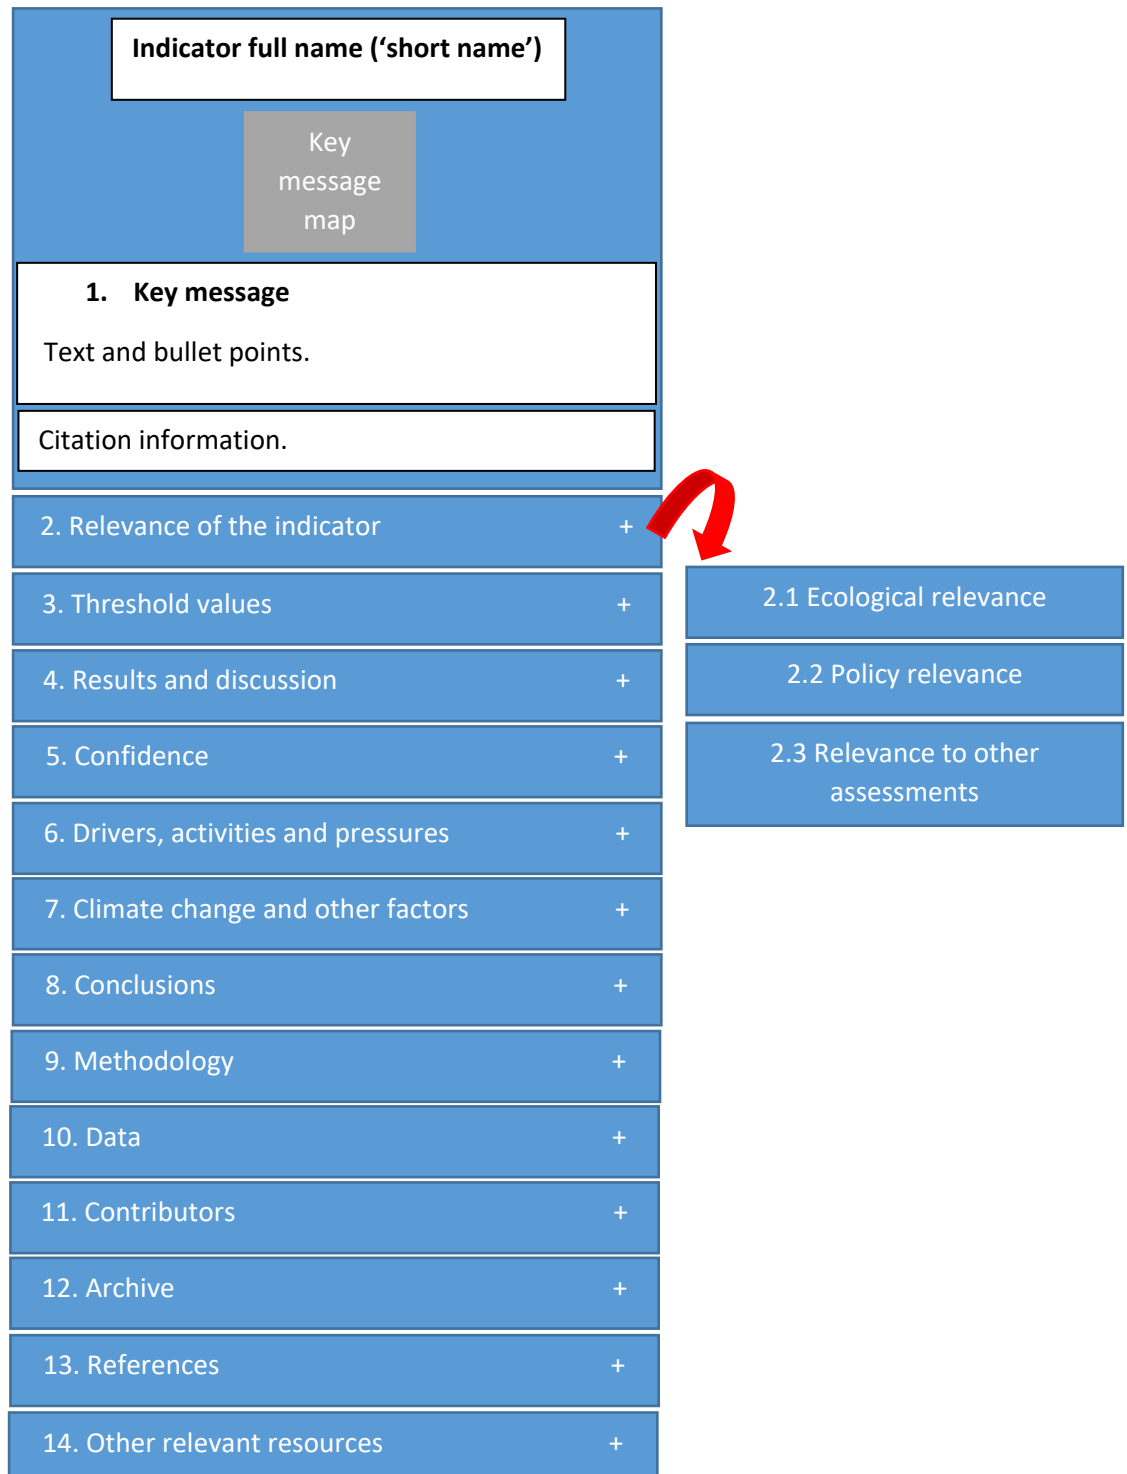 Indicator full name (‘short name’)
Key
message
map
1. Key message
Text and bullet points.
Citation information.
2. Relevance of the indicator +
2.1 Ecological relevance
2.2 Policy relevance
2.3 Relevance to other
assessments
3. Threshold values +
4. Results and discussion +
5. Confidence +
6. Drivers, activities and pressures +
7. Climate change and other factors +
8. Conclusions +
9. Methodology +
10. Data +
11. Contributors +
12. Archive +
13. References +
14. Other relevant resources +